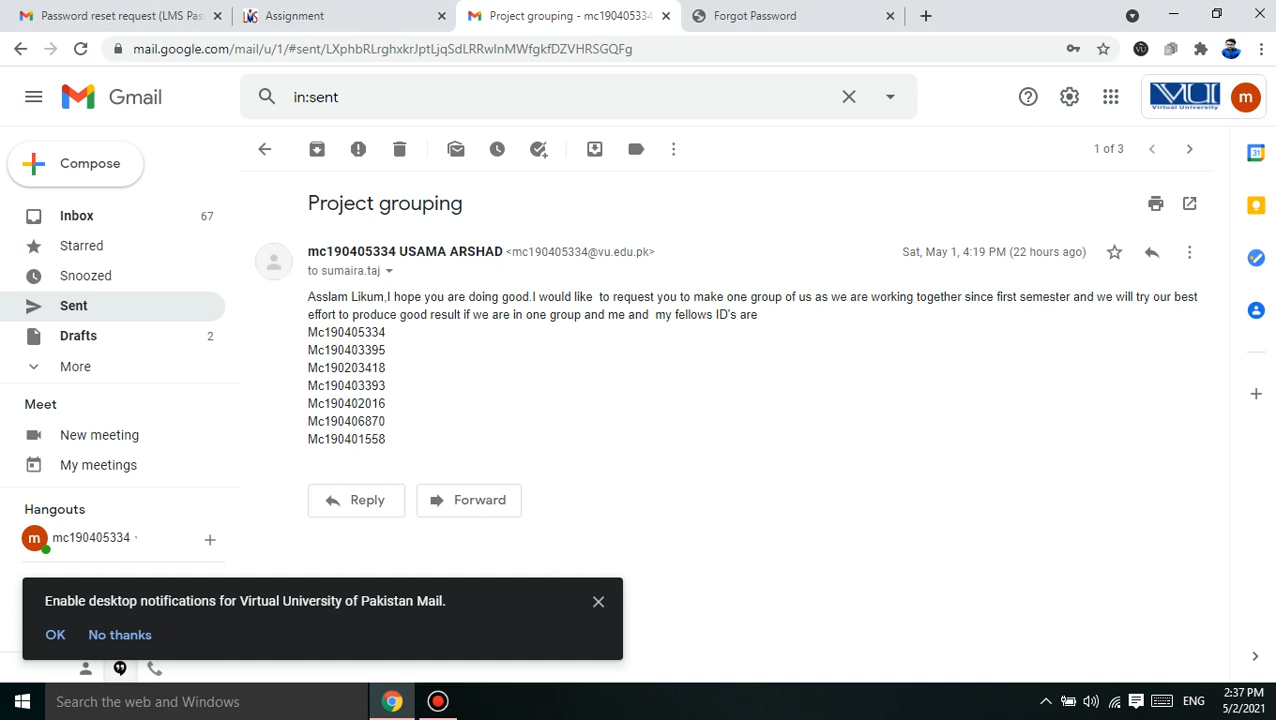 Password reset request (LMS Pas
Assignment
Project grouping - mc190405334
Forgot Password
mail.google.com/mail/u/1/#sent/LXphbRLrghxkrJptLjqSdLRRwlnMWfgkfDZVHRSGQFg
Gmail
in:sent
VU
Virtual University
m
Compose
1 of 3
Inbox 67
Starred
Snoozed
Sent
Drafts 2
More
Project grouping
mc190405334 USAMA ARSHAD <mc190405334@vu.edu.pk>
Sat, May 1, 4:19 PM (22 hours ago)
to sumaira.taj
Asslam Likum,I hope you are doing good.I would like to request you to make one group of us as we are working together since first semester and we will try our best
effort to produce good result if we are in one group and me and my fellows ID's are
Mc190405334
Mc190403395
Mc190203418
Mc190403393
Mc190402016
Mc190406870
Mc190401558
Reply
Forward
Meet
New meeting
My meetings
Hangouts
m mc190405334
Enable desktop notifications for Virtual University of Pakistan Mail.
OK No thanks
31
Search the web and Windows
ENG
2:37 PM
5/2/2021